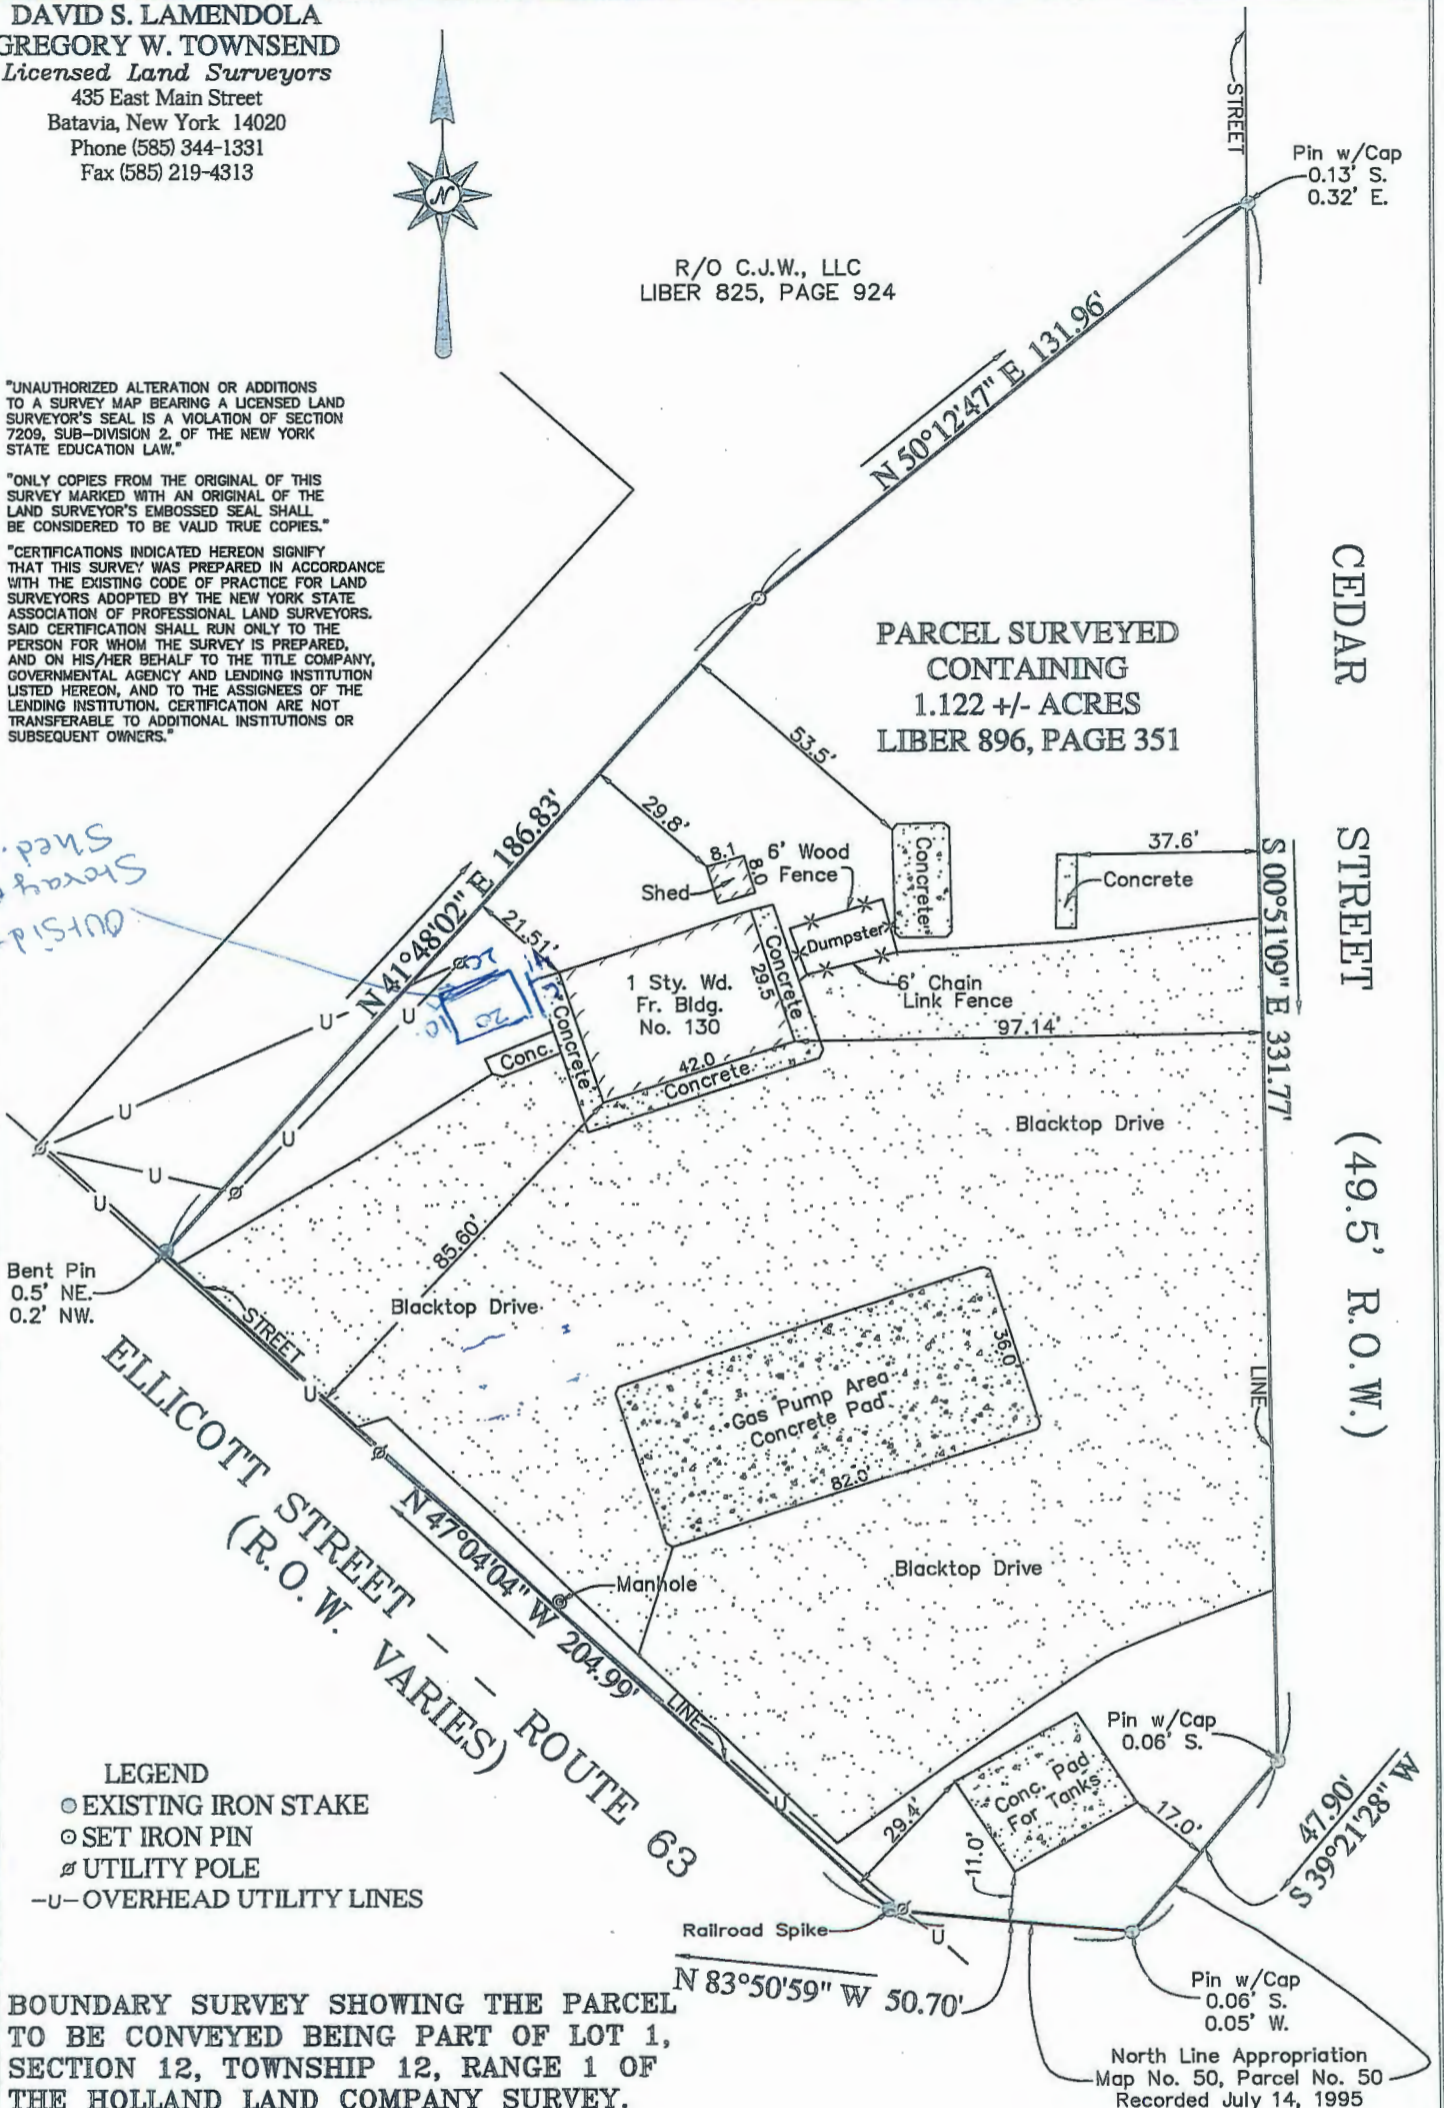 DAVID S. LAMENDOLA
GREGORY W. TOWNSEND
Licensed Land Surveyors
435 East Main Street
Batavia, New York 14020
Phone (585) 344-1331
Fax (585) 219-4313
N
STREET
Pin w/Cap
0.13' S.
0.32' E.
R/O C.J.W., LLC
LIBER 825, PAGE 924
N 50°12'47" E 131.96'
"UNAUTHORIZED ALTERATION OR ADDITIONS
TO A SURVEY MAP BEARING A LICENSED LAND
SURVEYOR'S SEAL IS A VIOLATION OF SECTION
7209, SUB-DIVISION 2, OF THE NEW YORK
STATE EDUCATION LAW."
"ONLY COPIES FROM THE ORIGINAL OF THIS
SURVEY MARKED WITH AN ORIGINAL OF THE
LAND SURVEYOR'S EMBOSSED SEAL SHALL
BE CONSIDERED TO BE VALID TRUE COPIES."
"CERTIFICATIONS INDICATED HEREON SIGNIFY
THAT THIS SURVEY WAS PREPARED IN ACCORDANCE
WITH THE EXISTING CODE OF PRACTICE FOR LAND
SURVEYORS ADOPTED BY THE NEW YORK STATE
ASSOCIATION OF PROFESSIONAL LAND SURVEYORS.
SAID CERTIFICATION SHALL RUN ONLY TO THE
PERSON FOR WHOM THE SURVEY IS PREPARED,
AND ON HIS/HER BEHALF TO THE TITLE COMPANY,
GOVERNMENTAL AGENCY AND LENDING INSTITUTION
LISTED HEREON, AND TO THE ASSIGNEES OF THE
LENDING INSTITUTION. CERTIFICATION ARE NOT
TRANSFERABLE TO ADDITIONAL INSTITUTIONS OR
SUBSEQUENT OWNERS."
PARCEL SURVEYED
CONTAINING
1.122 +/- ACRES
LIBER 896, PAGE 351
CEDAR STREET (49.5' R.O.W.)
53.5'
29.8'
N 41°48'02" E 186.83'
Shed.
8.1
8.0
Shed
6' Wood
Fence
Concrete
37.6'
Concrete
S 00°51'09" E 331.77'
21.51'
20
10
Dumpster
6' Chain
Link Fence
1 Sty. Wd.
Fr. Bldg.
No. 130
29.5
Concrete
97.14'
42.0
Concrete
Concrete
Conc.
U
U
U
U
U
U
Blacktop Drive
85.60'
Bent Pin
0.5' NE.
0.2' NW.
STREET
U
Blacktop Drive
36.0'
Gas Pump Area
Concrete Pad
82.0'
LINE
ELLICOTT STREET - - ROUTE 63
(R.O.W. VARIES)
N 47°04'04" W 204.99'
Manhole
Blacktop Drive
LINE
U
Pin w/Cap
0.06' S.
Conc. Pad
For Tanks
29.4'
17.0'
11.0'
47.90'
S 39°21'28" W
LEGEND
EXISTING IRON STAKE
SET IRON PIN
UTILITY POLE
-U- OVERHEAD UTILITY LINES
Railroad Spike
U
N 83°50'59" W 50.70'
Pin w/Cap
0.06' S.
0.05' W.
North Line Appropriation
Map No. 50, Parcel No. 50
Recorded July 14, 1995
BOUNDARY SURVEY SHOWING THE PARCEL
TO BE CONVEYED BEING PART OF LOT 1,
SECTION 12, TOWNSHIP 12, RANGE 1 OF
THE HOLLAND LAND COMPANY SURVEY.